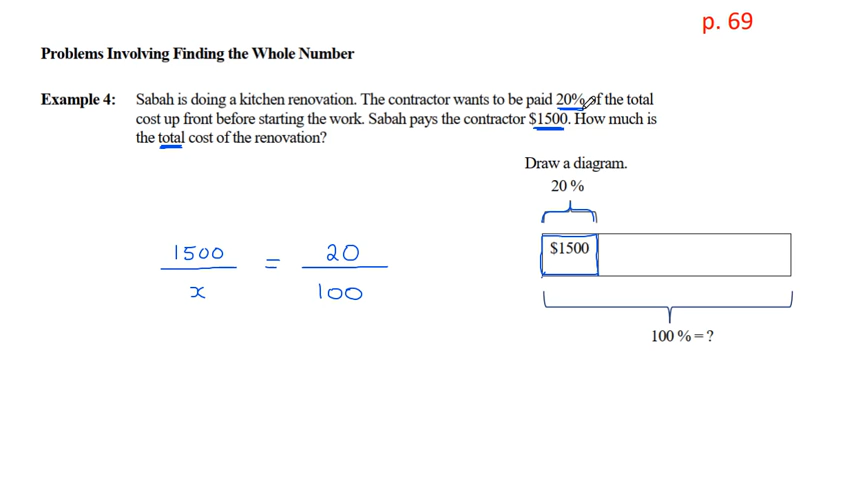 p. 69
Problems Involving Finding the Whole Number
Example 4: Sabah is doing a kitchen renovation. The contractor wants to be paid 20% of the total
cost up front before starting the work. Sabah pays the contractor $1500. How much is
the total cost of the renovation?
Draw a diagram.
20 %
$1500
1500 / x = 20 / 100
100 % = ?